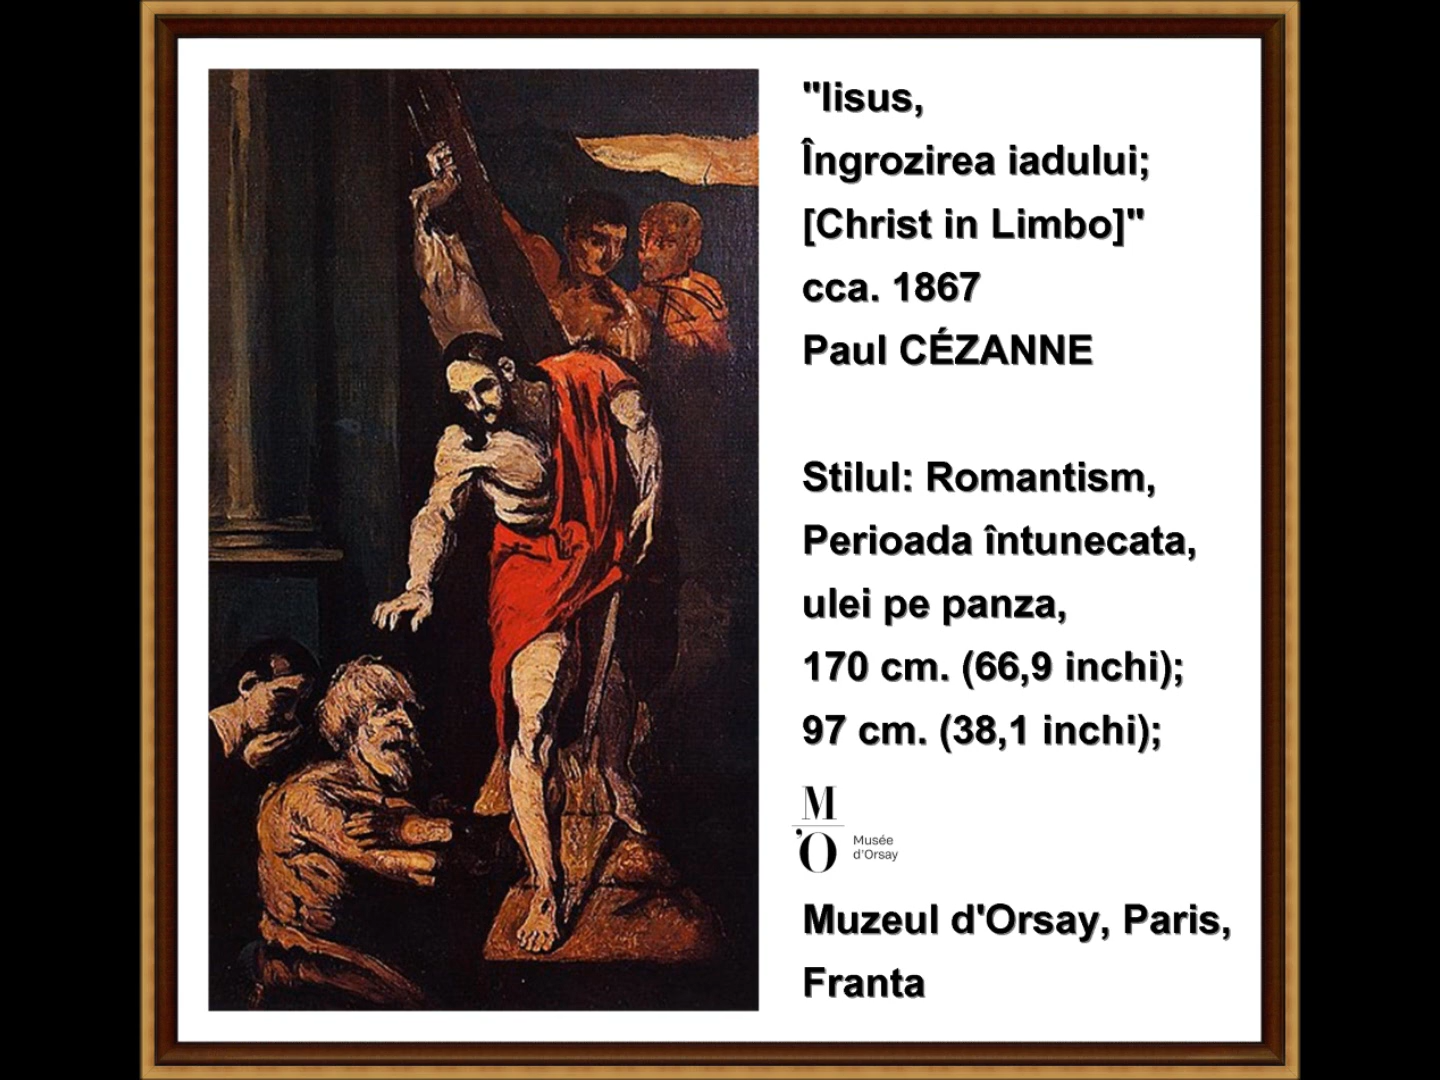 "Iisus,
Îngrozirea iadului;
[Christ in Limbo]"
cca. 1867
Paul CÉZANNE
Stilul: Romantism,
Perioada întunecata,
ulei pe panza,
170 cm. (66,9 inchi);
97 cm. (38,1 inchi);
M
'O
Musée
d'Orsay
Muzeul d'Orsay, Paris,
Franta